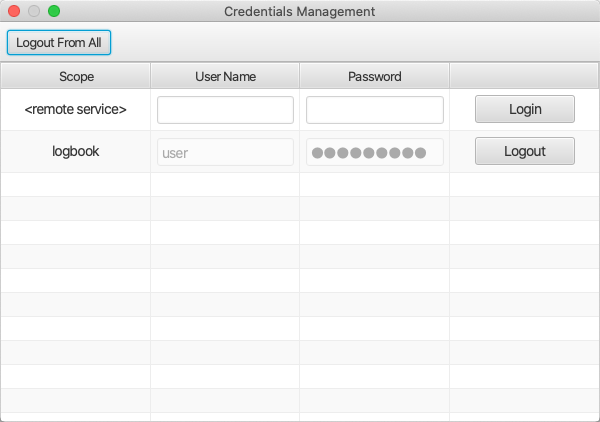 Credentials Management
Logout From All
Scope User Name Password
<remote service> Login
logbook user ●●●●●●●●● Logout